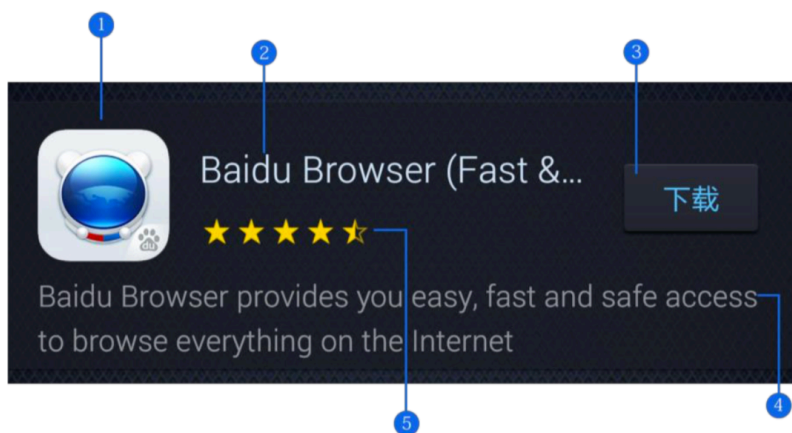 1
2
3
Baidu Browser (Fast &...
下载
du
Baidu Browser provides you easy, fast and safe access
to browse everything on the Internet
4
5